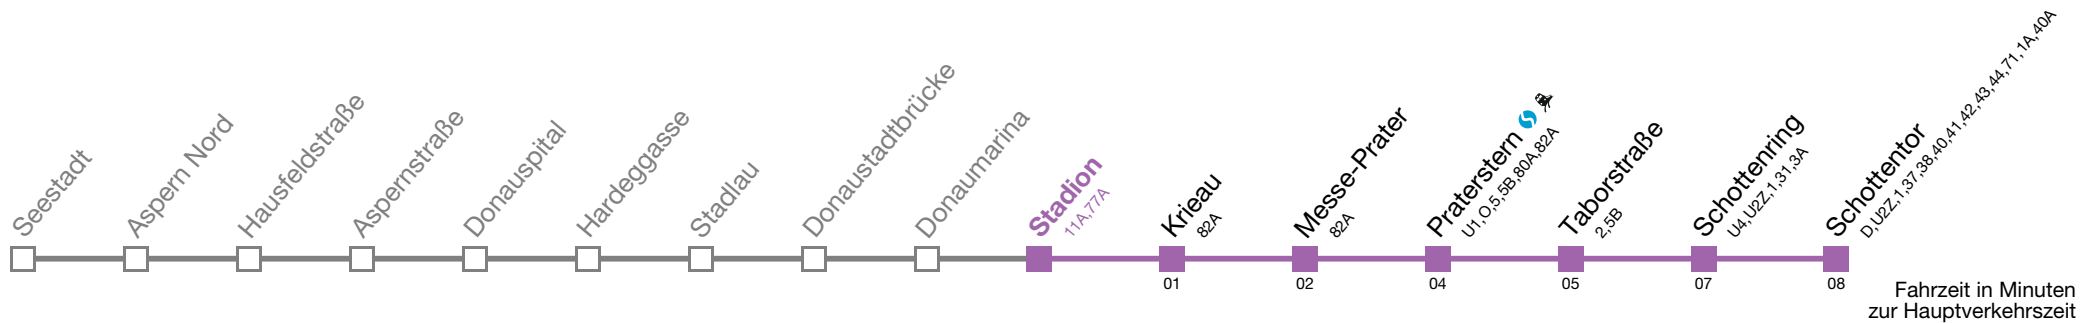 Seestadt
Aspern Nord
Hausfeldstraße
Aspernstraße
Donauspital
Hardeggasse
Stadlau
Donaustadtbrücke
Donaumarina
Stadion
11A,77A
Krieau
82A
01
Messe-Prater
82A
02
Praterstern
U1,O,5,5B,80A,82A
04
Taborstraße
2,5B
05
Schottenring
U4,U2Z,1,31,3A
07
Schottentor
D,U2Z,1,37,38,40,41,42,43,44,71,1A,40A
08
Fahrzeit in Minuten
zur Hauptverkehrszeit